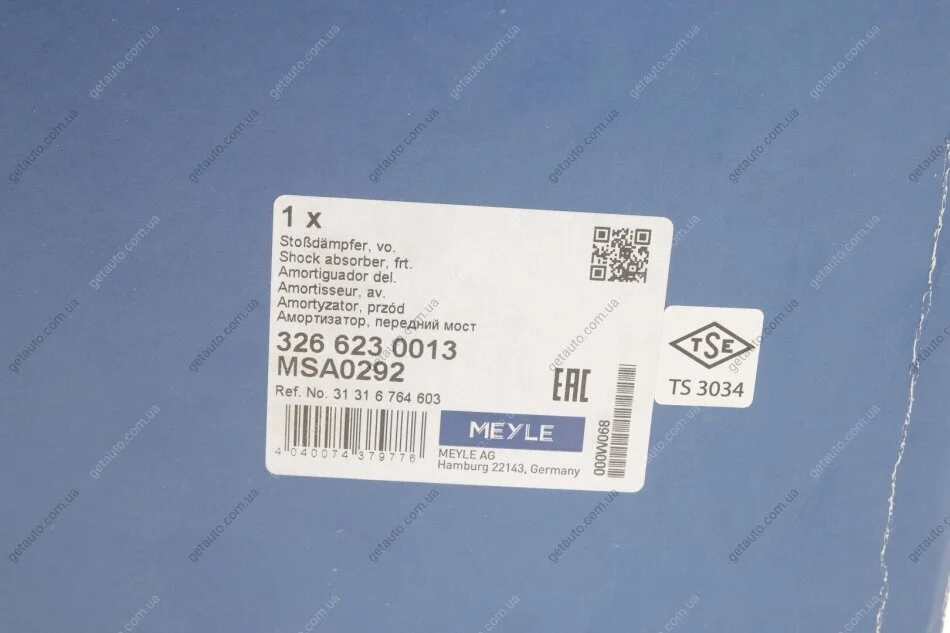 1 x
Stoßdämpfer, vo.
Shock absorber, frt.
Amortiguador del.
Amortisseur, av.
Amortyzator, przód
Амортизатор, передний мост
326 623 0013
MSA0292
Ref. No. 31 31 6 764 603
4 040074 379776
MEYLE
MEYLE AG
Hamburg 22143, Germany
EAC
000W068
TSE
TS 3034
getauto.com.ua